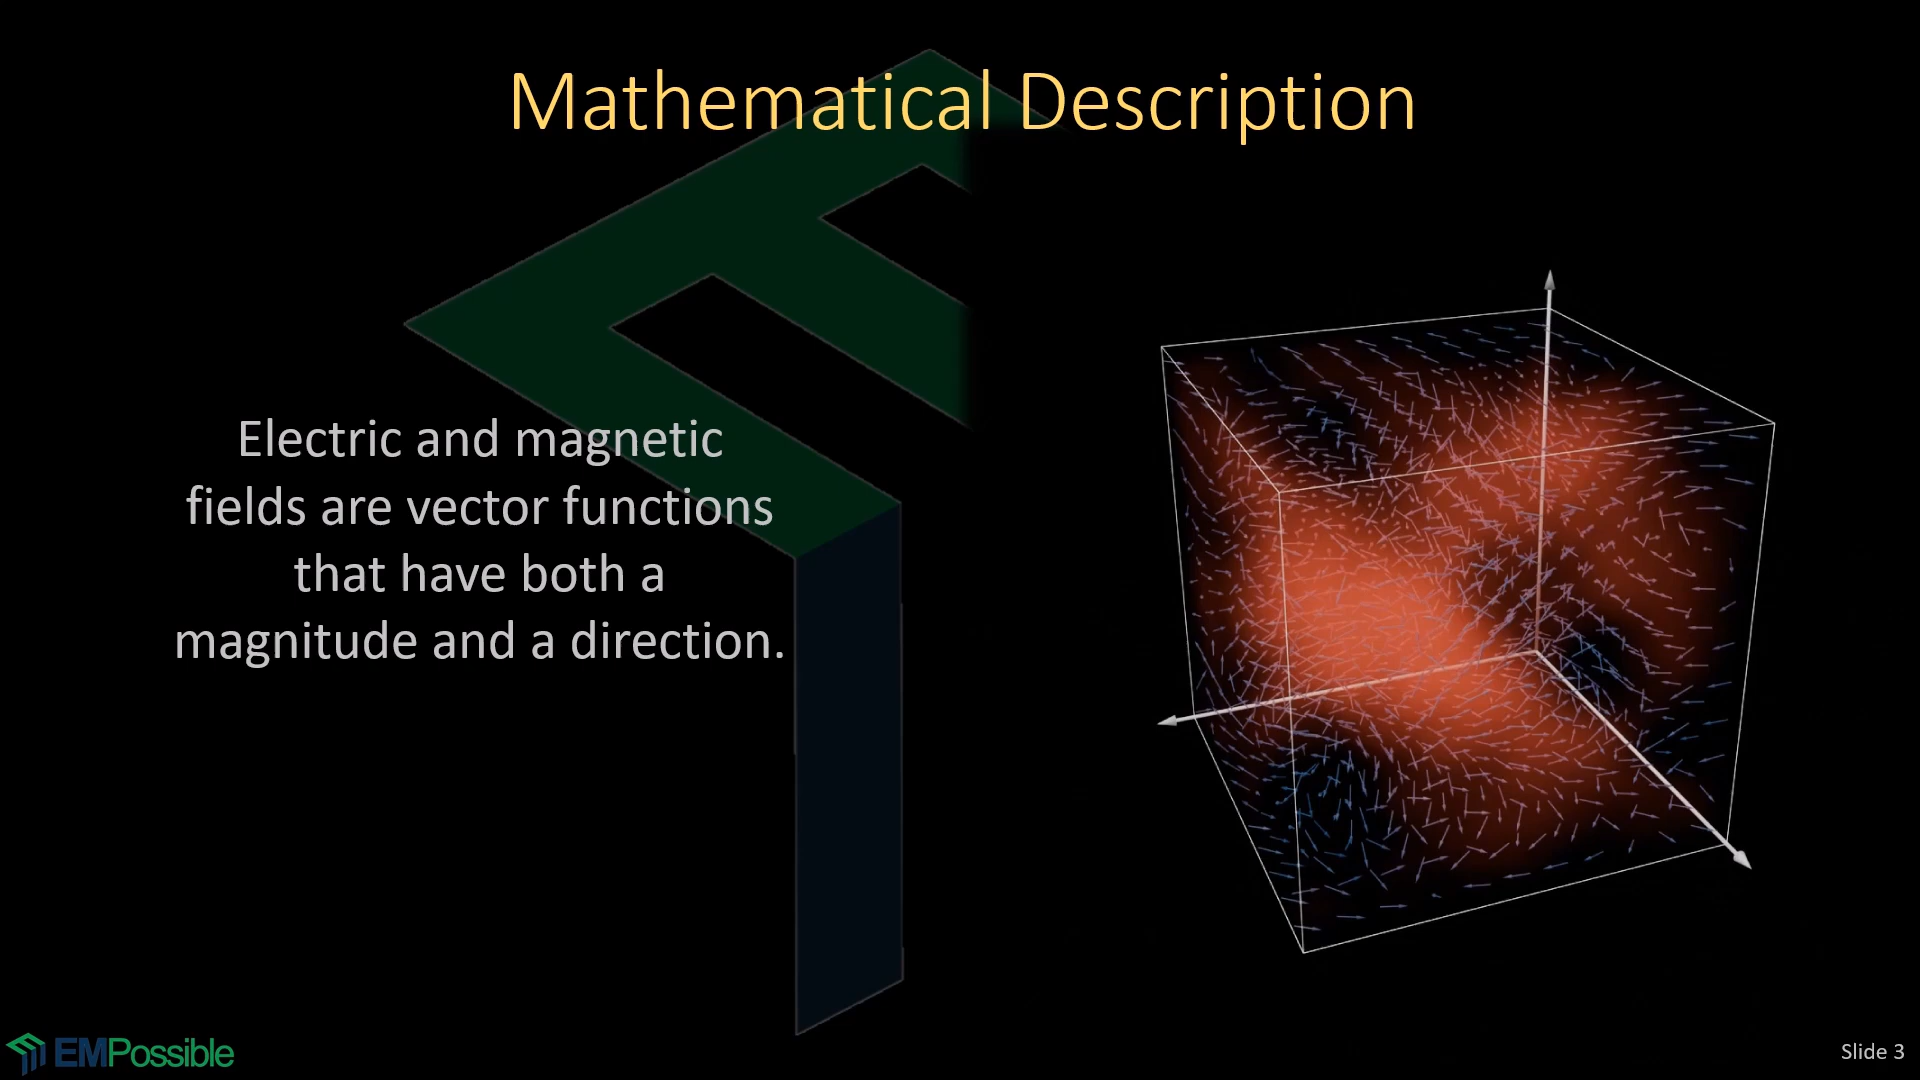 Mathematical Description
Electric and magnetic
fields are vector functions
that have both a
magnitude and a direction.
EMPossible
Slide 3